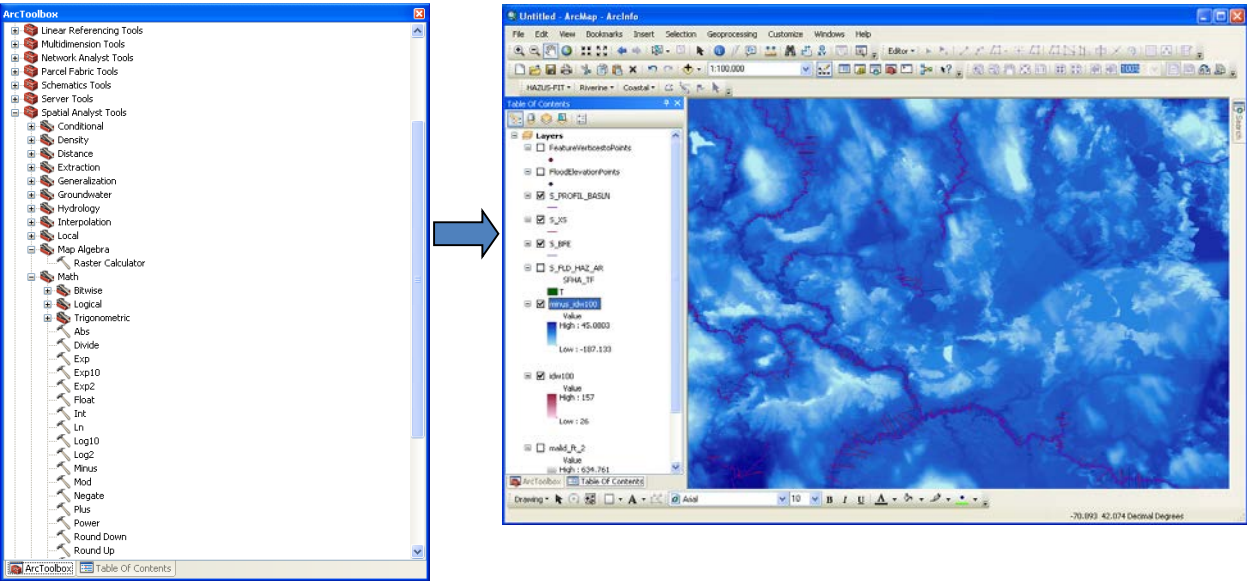 ArcToolbox
Linear Referencing Tools
Multidimension Tools
Network Analyst Tools
Parcel Fabric Tools
Schematics Tools
Server Tools
Spatial Analyst Tools
Conditional
Density
Distance
Extraction
Generalization
Groundwater
Hydrology
Interpolation
Local
Map Algebra
Raster Calculator
Math
Bitwise
Logical
Trigonometric
Abs
Divide
Exp
Exp10
Exp2
Float
Int
Ln
Log10
Log2
Minus
Mod
Negate
Plus
Power
Round Down
Round Up
ArcToolbox Table Of Contents
Untitled - ArcMap - ArcInfo
File Edit View Bookmarks Insert Selection Geoprocessing Customize Windows Help
Editor
1:100,000 100%
HAZUS-FIT Riverine Coastal
Table Of Contents
Search
Layers
FeatureVerticestoPoints
FloodElevationPoints
S_PROFIL_BASLN
S_XS
S_BFE
S_FLD_HAZ_AR
SFHA_TF
T
minus_idw100
Value
High : 45.0803
Low : -187.133
idw100
Value
High : 157
Low : 26
Value
High : 634.761
ArcToolbox Table Of Contents
Drawing A Arial 10 B I U A
-70.893 42.074 Decimal Degrees